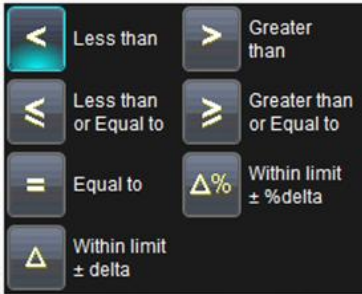 < Less than
> Greater
than
≤ Less than
or Equal to
≥ Greater than
or Equal to
= Equal to
Δ% Within limit
± %delta
Δ Within limit
± delta